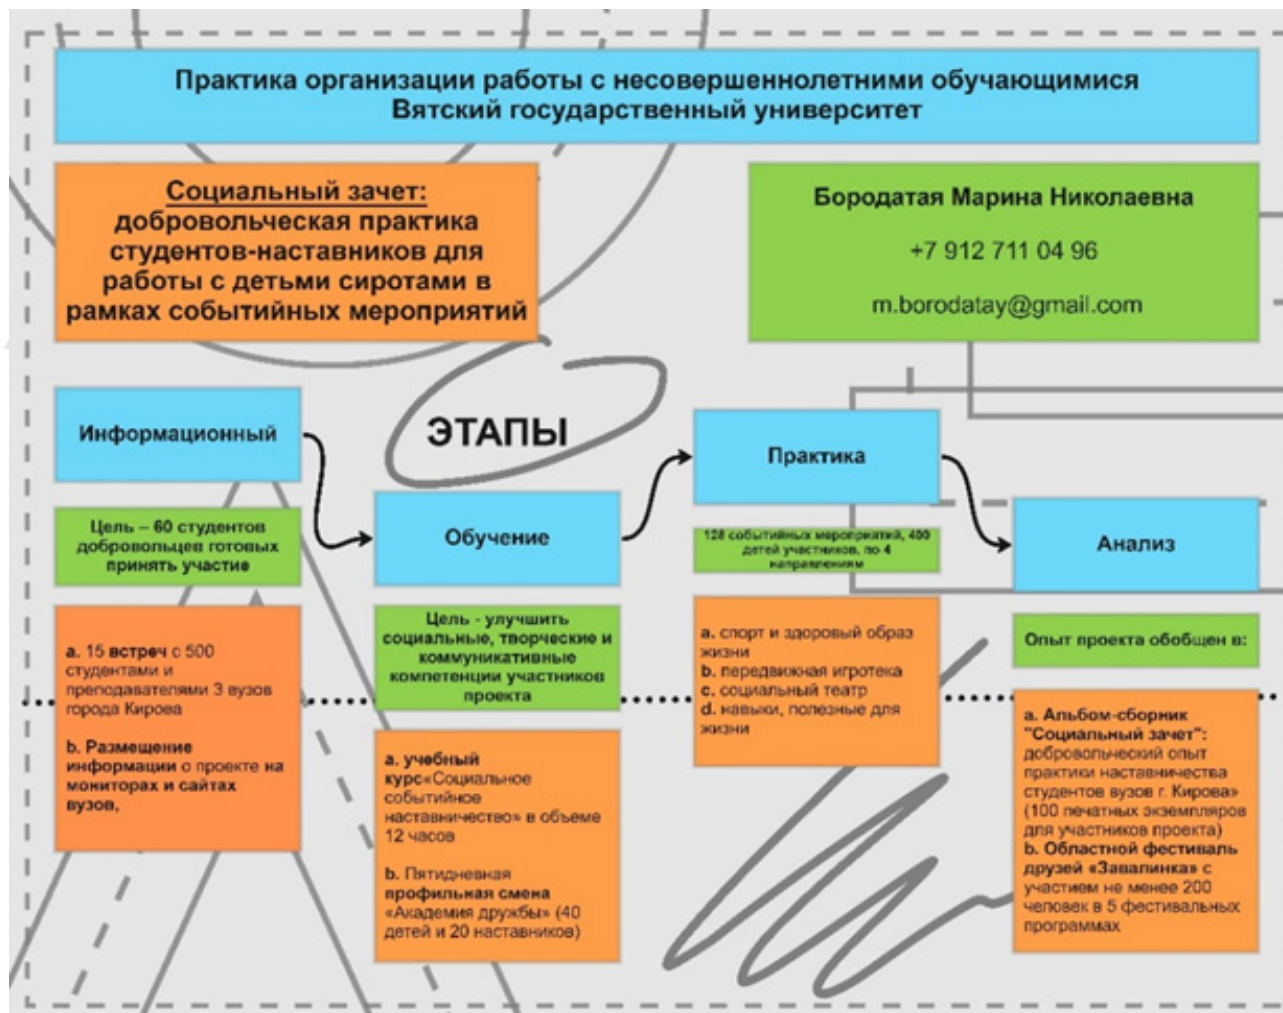 Практика организации работы с несовершеннолетними обучающимися
Вятский государственный университет
Социальный зачет:
добровольческая практика
студентов-наставников для
работы с детьми сиротами в
рамках событийных мероприятий
Бородатая Марина Николаевна
+7 912 711 04 96
m.borodatay@gmail.com
ЭТАПЫ
Информационный
Цель – 60 студентов
добровольцев готовых
принять участие
a. 15 встреч с 500
студентами и
преподавателями 3 вузов
города Кирова
b. Размещение
информации о проекте на
мониторах и сайтах
вузов,
Обучение
Цель - улучшить
социальные, творческие и
коммуникативные
компетенции участников
проекта
a. учебный
курс«Социальное
событийное
наставничество» в объеме
12 часов
b. Пятидневная
профильная смена
«Академия дружбы» (40
детей и 20 наставников)
Практика
128 событийных мероприятий, 400
детей участников, по 4
направлениям
a. спорт и здоровый образ
жизни
b. передвижная игротека
c. социальный театр
d. навыки, полезные для
жизни
Анализ
Опыт проекта обобщен в:
a. Альбом-сборник
"Социальный зачет":
добровольческий опыт
практики наставничества
студентов вузов г. Кирова»
(100 печатных экземпляров
для участников проекта)
b. Областной фестиваль
друзей «Завалинка» с
участием не менее 200
человек в 5 фестивальных
программах